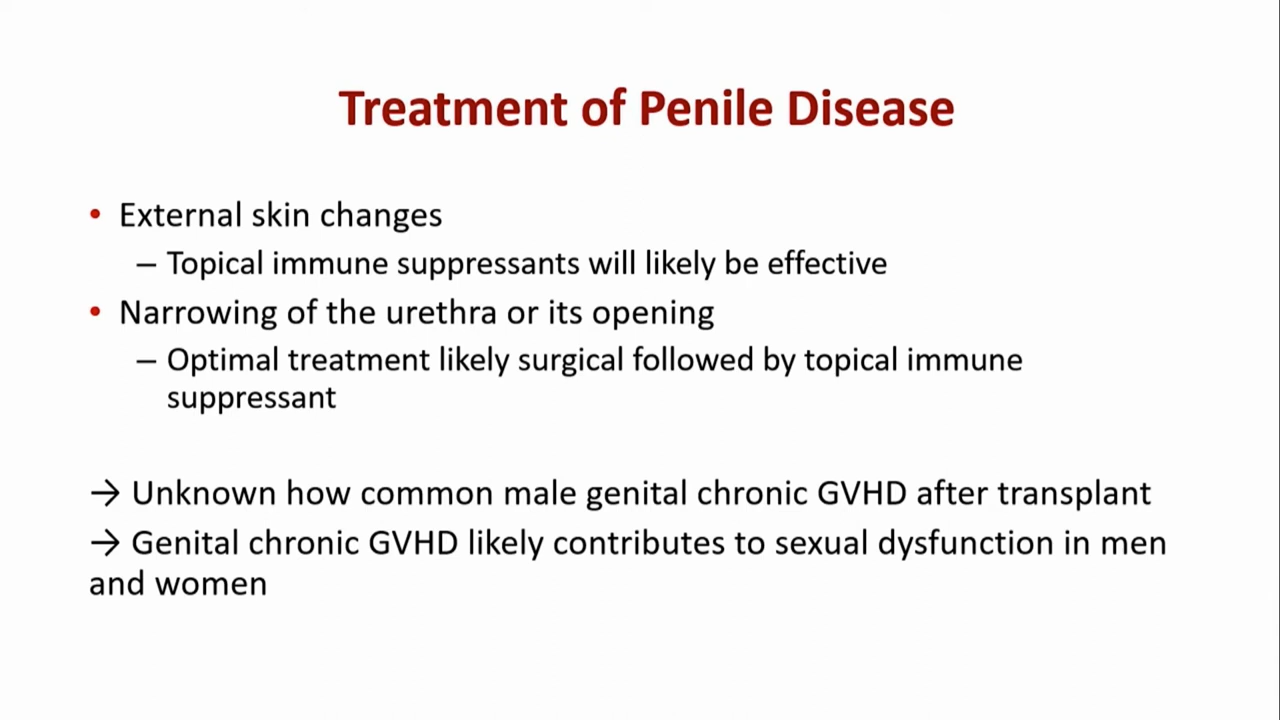 Treatment of Penile Disease
• External skin changes
– Topical immune suppressants will likely be effective
• Narrowing of the urethra or its opening
– Optimal treatment likely surgical followed by topical immune
suppressant
→ Unknown how common male genital chronic GVHD after transplant
→ Genital chronic GVHD likely contributes to sexual dysfunction in men
and women